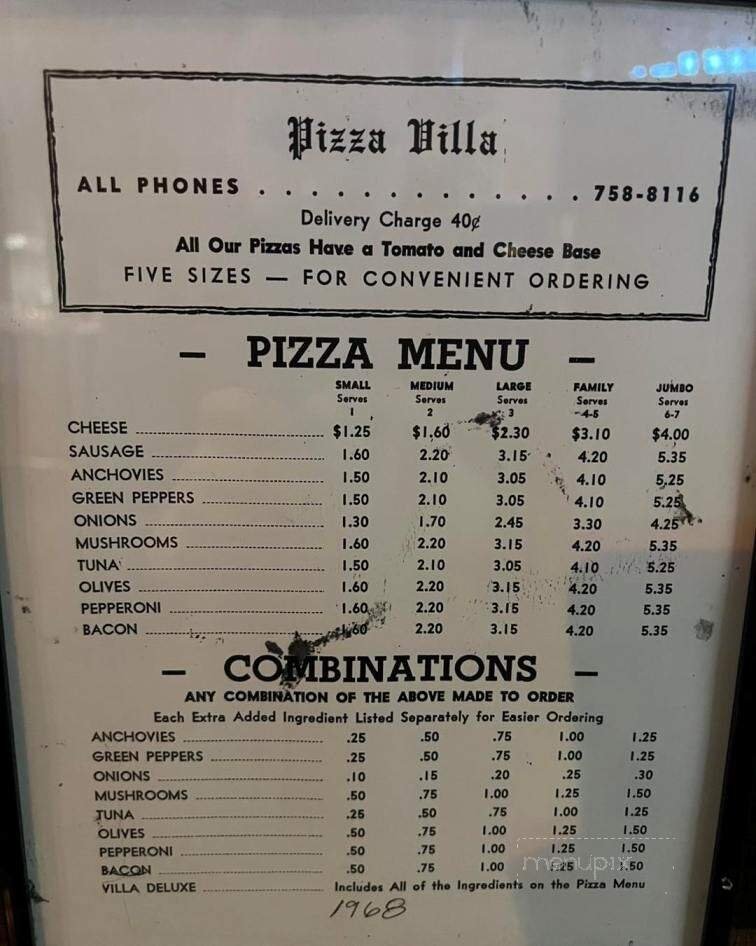 Pizza Villa
ALL PHONES . . . . . . . . . . . . . 758-8116
Delivery Charge 40¢
All Our Pizzas Have a Tomato and Cheese Base
FIVE SIZES — FOR CONVENIENT ORDERING
— PIZZA MENU —
SMALL MEDIUM LARGE FAMILY JUMBO
Serves Serves Serves Serves Serves
1 2 3 4-5 6-7
CHEESE $1.25 $1.60 $2.30 $3.10 $4.00
SAUSAGE 1.60 2.20 3.15 4.20 5.35
ANCHOVIES 1.50 2.10 3.05 4.10 5.25
GREEN PEPPERS 1.50 2.10 3.05 4.10 5.25
ONIONS 1.30 1.70 2.45 3.30 4.25
MUSHROOMS 1.60 2.20 3.15 4.20 5.35
TUNA 1.50 2.10 3.05 4.10 5.25
OLIVES 1.60 2.20 3.15 4.20 5.35
PEPPERONI 1.60 2.20 3.15 4.20 5.35
BACON 1.60 2.20 3.15 4.20 5.35
— COMBINATIONS —
ANY COMBINATION OF THE ABOVE MADE TO ORDER
Each Extra Added Ingredient Listed Separately for Easier Ordering
ANCHOVIES .25 .50 .75 1.00 1.25
GREEN PEPPERS .25 .50 .75 1.00 1.25
ONIONS .10 .15 .20 .25 .30
MUSHROOMS .50 .75 1.00 1.25 1.50
TUNA .25 .50 .75 1.00 1.25
OLIVES .50 .75 1.00 1.25 1.50
PEPPERONI .50 .75 1.00 1.25 1.50
BACON .50 .75 1.00 1.25 1.50
VILLA DELUXE Includes All of the Ingredients on the Pizza Menu
1968
menupix